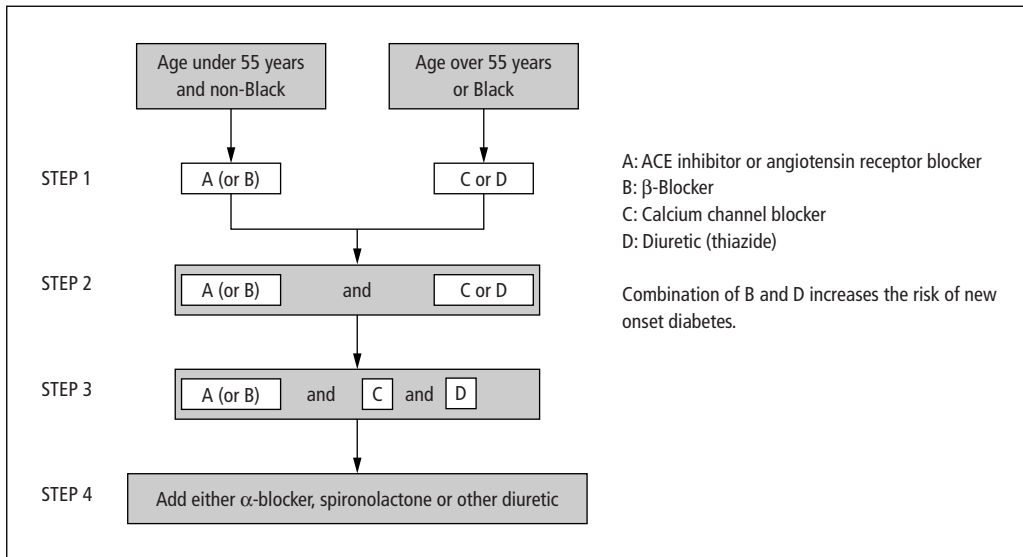 Age under 55 years
and non-Black
Age over 55 years
or Black
STEP 1
A (or B)
C or D
A: ACE inhibitor or angiotensin receptor blocker
B: β-Blocker
C: Calcium channel blocker
D: Diuretic (thiazide)
Combination of B and D increases the risk of new
onset diabetes.
STEP 2
A (or B) and C or D
STEP 3
A (or B) and C and D
STEP 4
Add either α-blocker, spironolactone or other diuretic